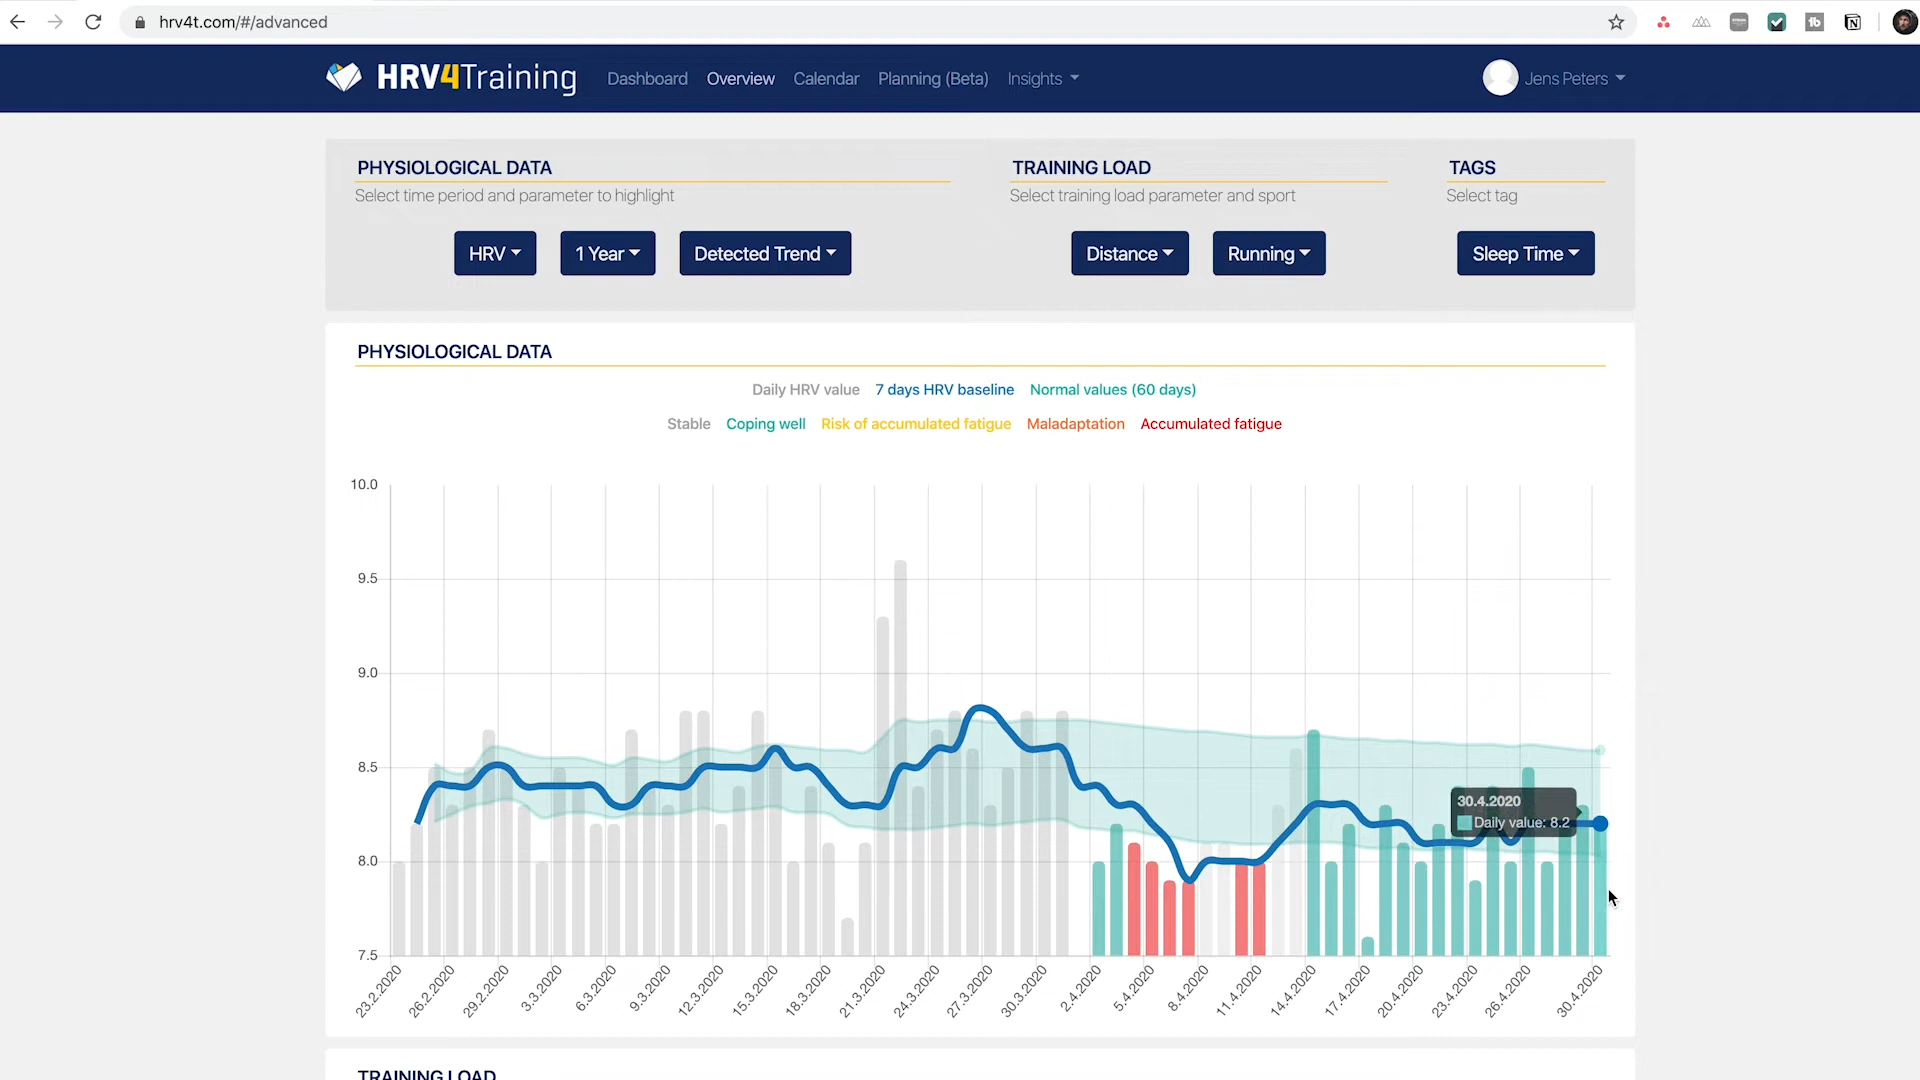 hrv4t.com/#/advanced
HRV4Training
Dashboard
Overview
Calendar
Planning (Beta)
Insights
Jens Peters
PHYSIOLOGICAL DATA
Select time period and parameter to highlight
HRV
1 Year
Detected Trend
TRAINING LOAD
Select training load parameter and sport
Distance
Running
TAGS
Select tag
Sleep Time
PHYSIOLOGICAL DATA
Daily HRV value 7 days HRV baseline Normal values (60 days)
Stable Coping well Risk of accumulated fatigue Maladaptation Accumulated fatigue
10.0
9.5
9.0
8.5
8.0
7.5
30.4.2020
Daily value: 8.2
23.2.2020
26.2.2020
29.2.2020
3.3.2020
6.3.2020
9.3.2020
12.3.2020
15.3.2020
18.3.2020
21.3.2020
24.3.2020
27.3.2020
30.3.2020
2.4.2020
5.4.2020
8.4.2020
11.4.2020
14.4.2020
17.4.2020
20.4.2020
23.4.2020
26.4.2020
30.4.2020
TRAINING LOAD